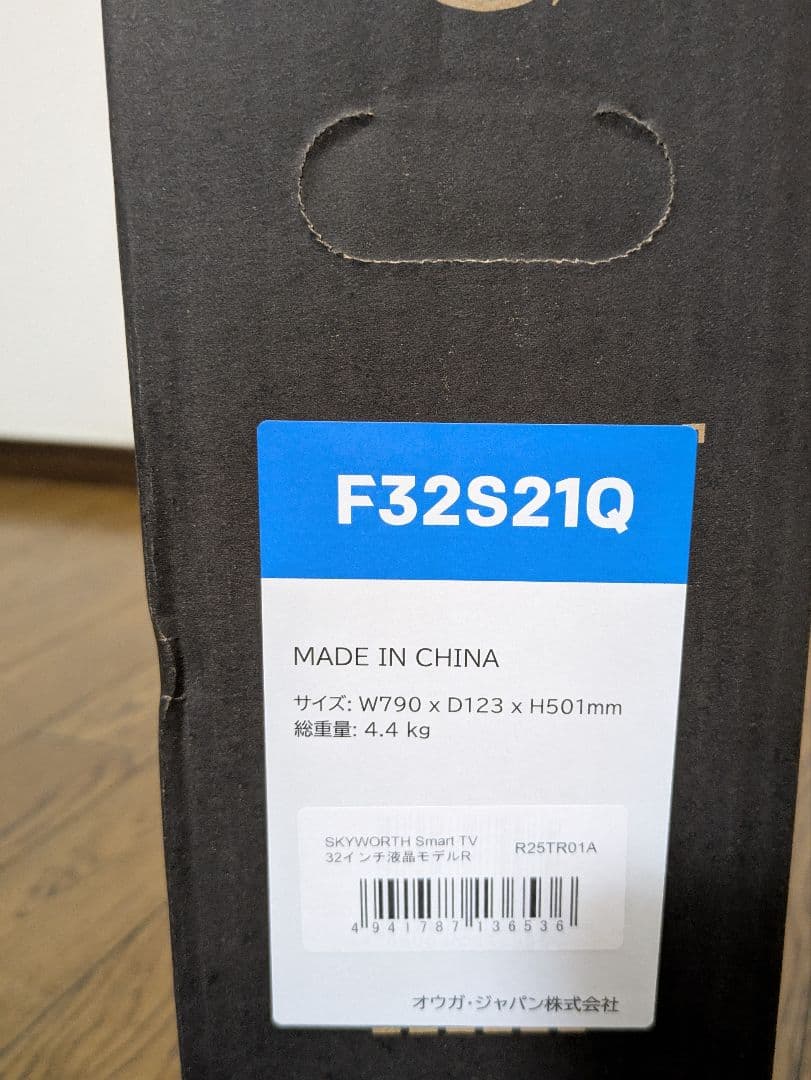 F32S21Q
MADE IN CHINA
サイズ: W790 x D123 x H501mm
総重量: 4.4 kg
SKYWORTH Smart TV
32インチ液晶モデルR
R25TR01A
4 941787 136536
オウガ・ジャパン株式会社